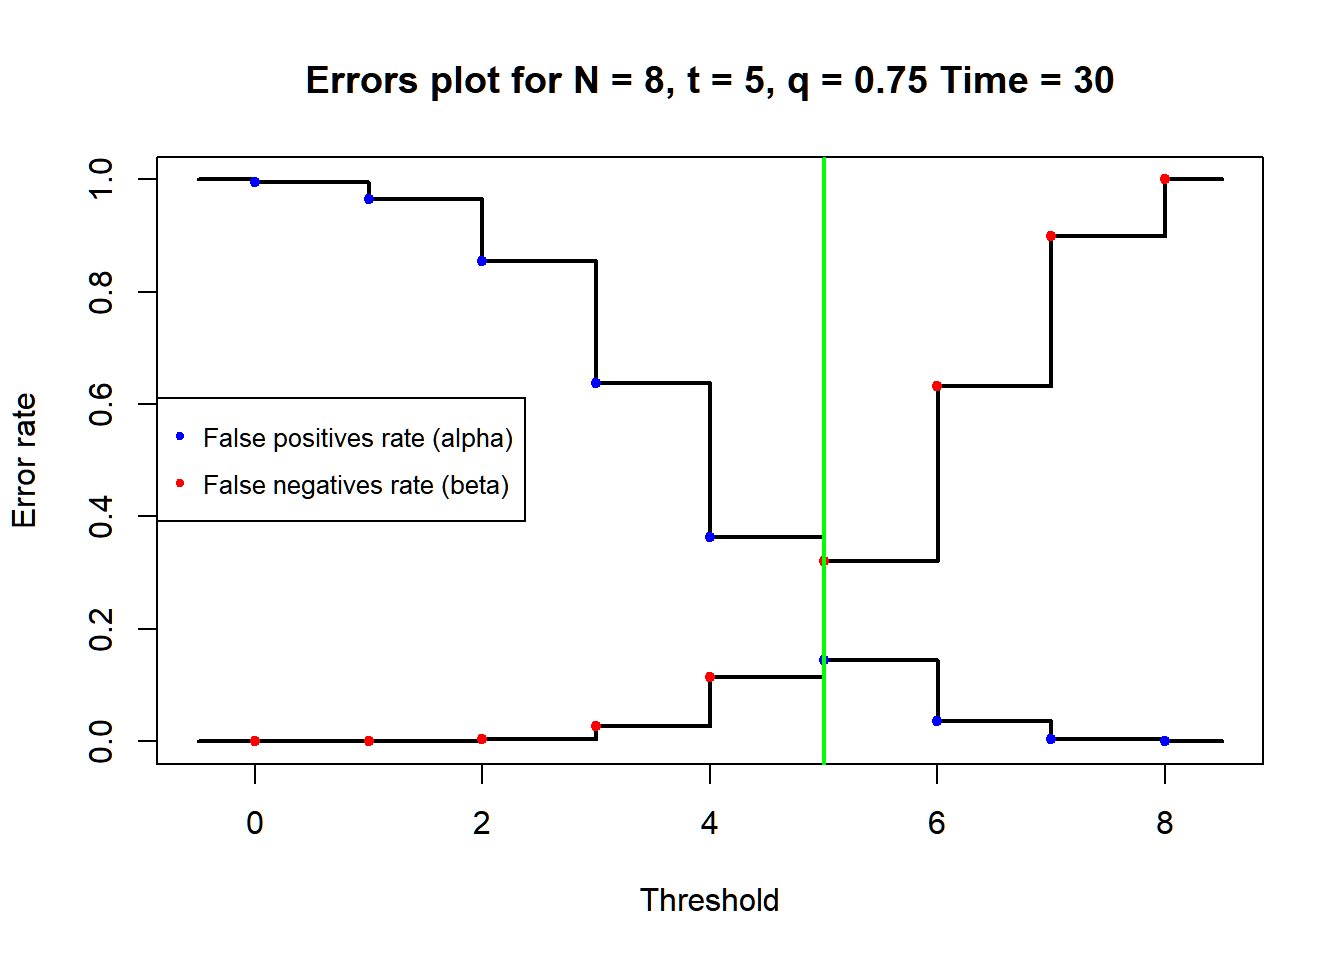 Errors plot for N = 8, t = 5, q = 0.75 Time = 30
1.0
0.8
0.6
0.4
0.2
0.0
Error rate
False positives rate (alpha)
False negatives rate (beta)
0 2 4 6 8
Threshold